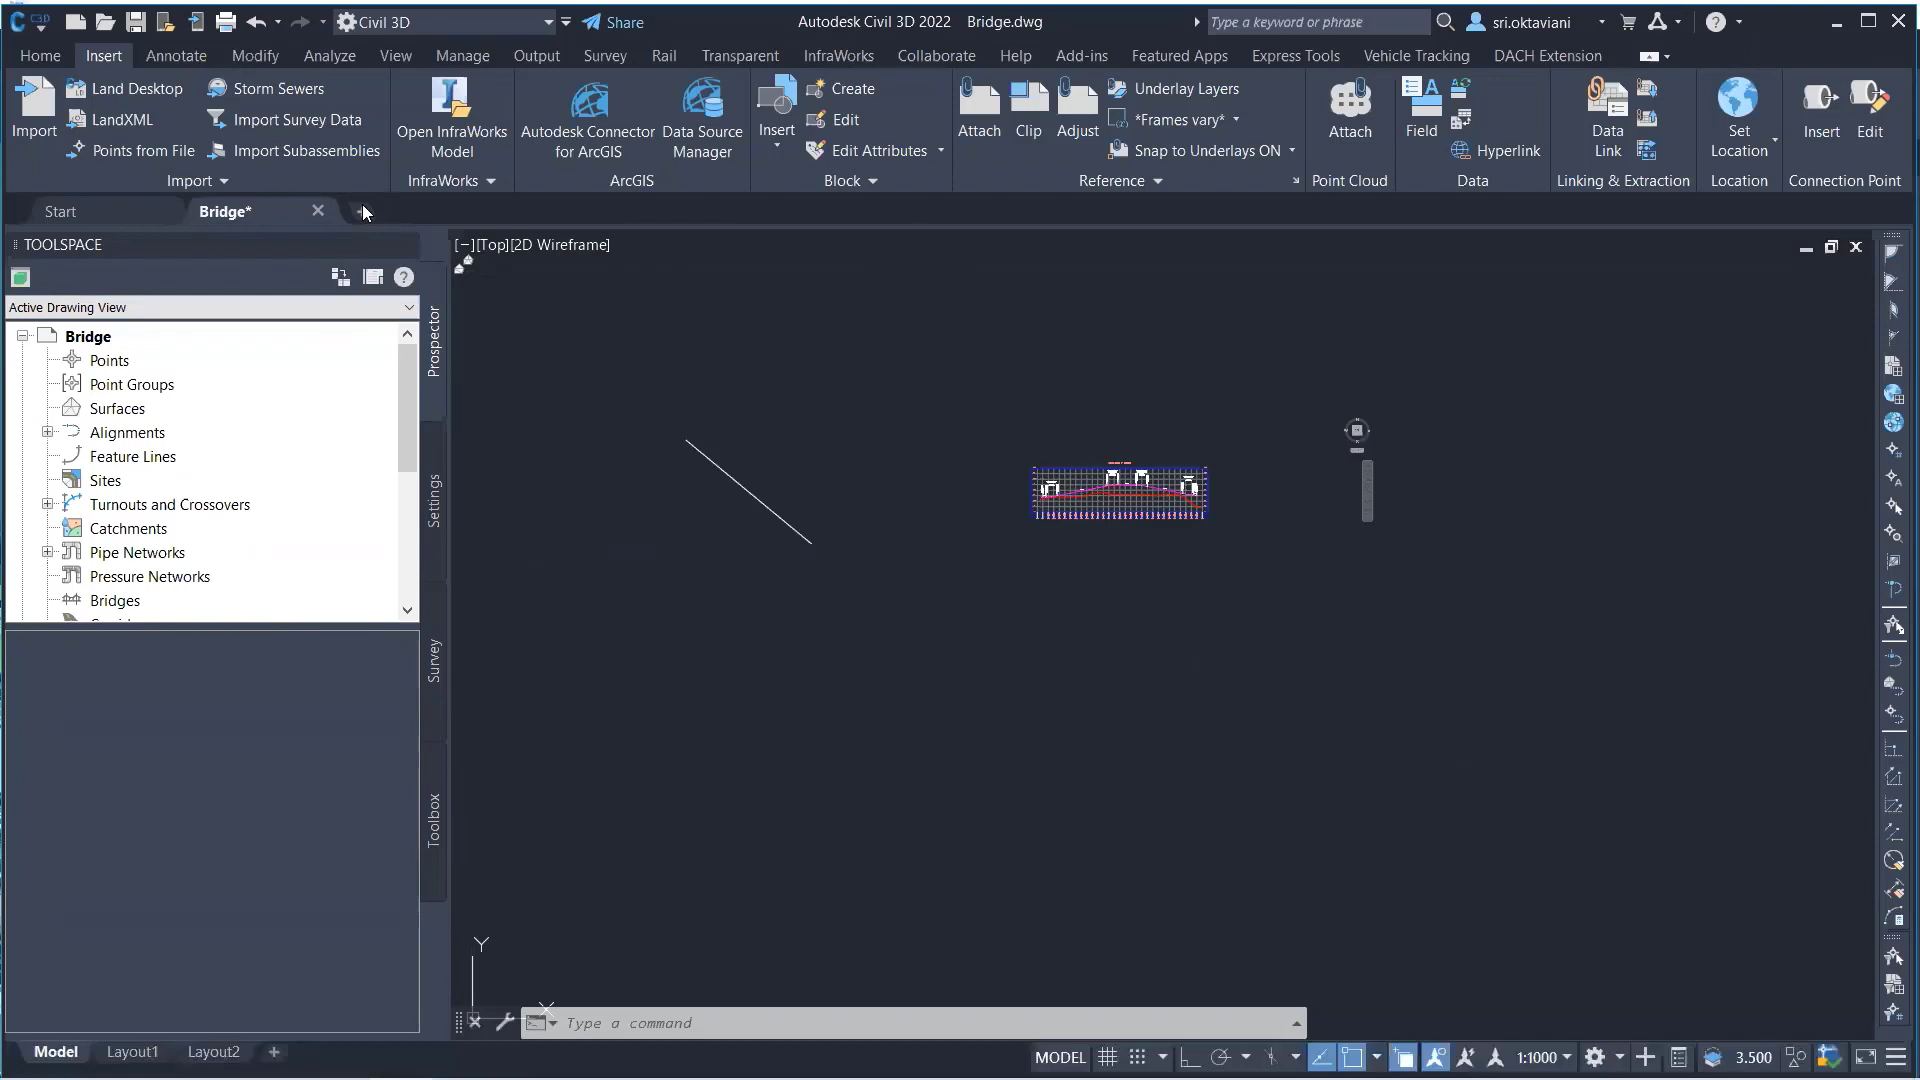 C3D Civil 3D Share Autodesk Civil 3D 2022 Bridge.dwg Type a keyword or phrase sri.oktaviani
Home Insert Annotate Modify Analyze View Manage Output Survey Rail Transparent InfraWorks Collaborate Help Add-ins Featured Apps Express Tools Vehicle Tracking DACH Extension
Import
Land Desktop
LandXML
Points from File
Storm Sewers
Import Survey Data
Import Subassemblies
Import
Open InfraWorks
Model
InfraWorks
Autodesk Connector
for ArcGIS
Data Source
Manager
ArcGIS
Insert
Create
Edit
Edit Attributes
Block
Attach
Clip
Adjust
Underlay Layers
*Frames vary*
Snap to Underlays ON
Reference
Attach
Point Cloud
Field
Hyperlink
Data
Data
Link
Linking & Extraction
Set
Location
Location
Insert
Edit
Connection Point
Start Bridge*
TOOLSPACE
[−][Top][2D Wireframe]
Active Drawing View
Bridge
Points
Point Groups
Surfaces
Alignments
Feature Lines
Sites
Turnouts and Crossovers
Catchments
Pipe Networks
Pressure Networks
Bridges
Prospector
Settings
Survey
Toolbox
Y
X
Type a command
Model Layout1 Layout2
MODEL 1:1000 3.500